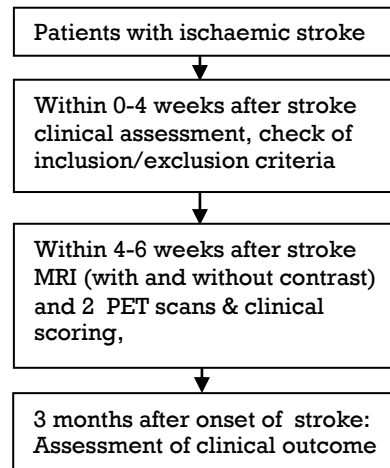 Patients with ischaemic stroke
Within 0-4 weeks after stroke
clinical assessment, check of
inclusion/exclusion criteria
Within 4-6 weeks after stroke
MRI (with and without contrast)
and 2 PET scans & clinical
scoring,
3 months after onset of stroke:
Assessment of clinical outcome